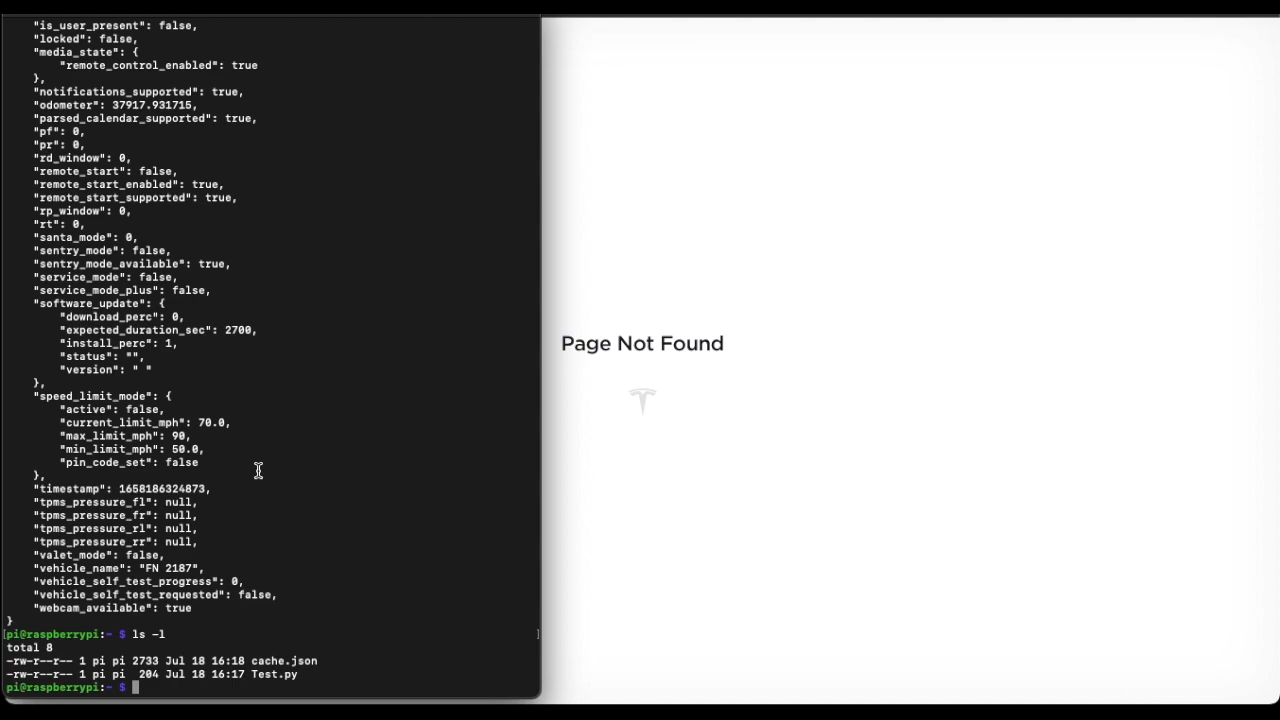 "is_user_present": false,
"locked": false,
"media_state": {
"remote_control_enabled": true
},
"notifications_supported": true,
"odometer": 37917.931715,
"parsed_calendar_supported": true,
"pf": 0,
"pr": 0,
"rd_window": 0,
"remote_start": false,
"remote_start_enabled": true,
"remote_start_supported": true,
"rp_window": 0,
"rt": 0,
"santa_mode": 0,
"sentry_mode": false,
"sentry_mode_available": true,
"service_mode": false,
"service_mode_plus": false,
"software_update": {
"download_perc": 0,
"expected_duration_sec": 2700,
"install_perc": 1,
"status": "",
"version": " "
},
"speed_limit_mode": {
"active": false,
"current_limit_mph": 70.0,
"max_limit_mph": 90,
"min_limit_mph": 50.0,
"pin_code_set": false
},
"timestamp": 1658186324873,
"tpms_pressure_fl": null,
"tpms_pressure_fr": null,
"tpms_pressure_rl": null,
"tpms_pressure_rr": null,
"valet_mode": false,
"vehicle_name": "FN 2187",
"vehicle_self_test_progress": 0,
"vehicle_self_test_requested": false,
"webcam_available": true
}
[pi@raspberrypi:~ $ ls -l ]
total 8
-rw-r--r-- 1 pi pi 2733 Jul 18 16:18 cache.json
-rw-r--r-- 1 pi pi  204 Jul 18 16:17 Test.py
pi@raspberrypi:~ $
Page Not Found